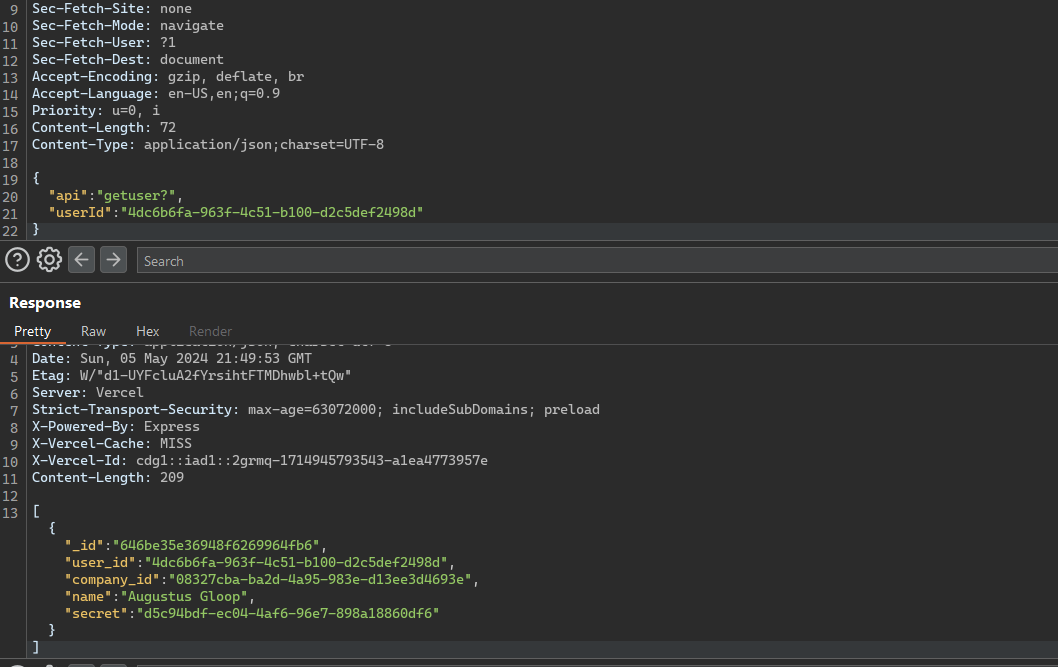 9 Sec-Fetch-Site: none
10 Sec-Fetch-Mode: navigate
11 Sec-Fetch-User: ?1
12 Sec-Fetch-Dest: document
13 Accept-Encoding: gzip, deflate, br
14 Accept-Language: en-US,en;q=0.9
15 Priority: u=0, i
16 Content-Length: 72
17 Content-Type: application/json;charset=UTF-8
18
19 {
20 "api":"getuser?",
21 "userId":"4dc6b6fa-963f-4c51-b100-d2c5def2498d"
22 }
Search
Response
Pretty Raw Hex Render
4 Date: Sun, 05 May 2024 21:49:53 GMT
5 Etag: W/"d1-UYFcluA2fYrsihtFTMDhwbl+tQw"
6 Server: Vercel
7 Strict-Transport-Security: max-age=63072000; includeSubDomains; preload
8 X-Powered-By: Express
9 X-Vercel-Cache: MISS
10 X-Vercel-Id: cdg1::iad1::2grmq-1714945793543-a1ea4773957e
11 Content-Length: 209
12
13 [
{
"_id":"646be35e36948f6269964fb6",
"user_id":"4dc6b6fa-963f-4c51-b100-d2c5def2498d",
"company_id":"08327cba-ba2d-4a95-983e-d13ee3d4693e",
"name":"Augustus Gloop",
"secret":"d5c94bdf-ec04-4af6-96e7-898a18860df6"
}
]